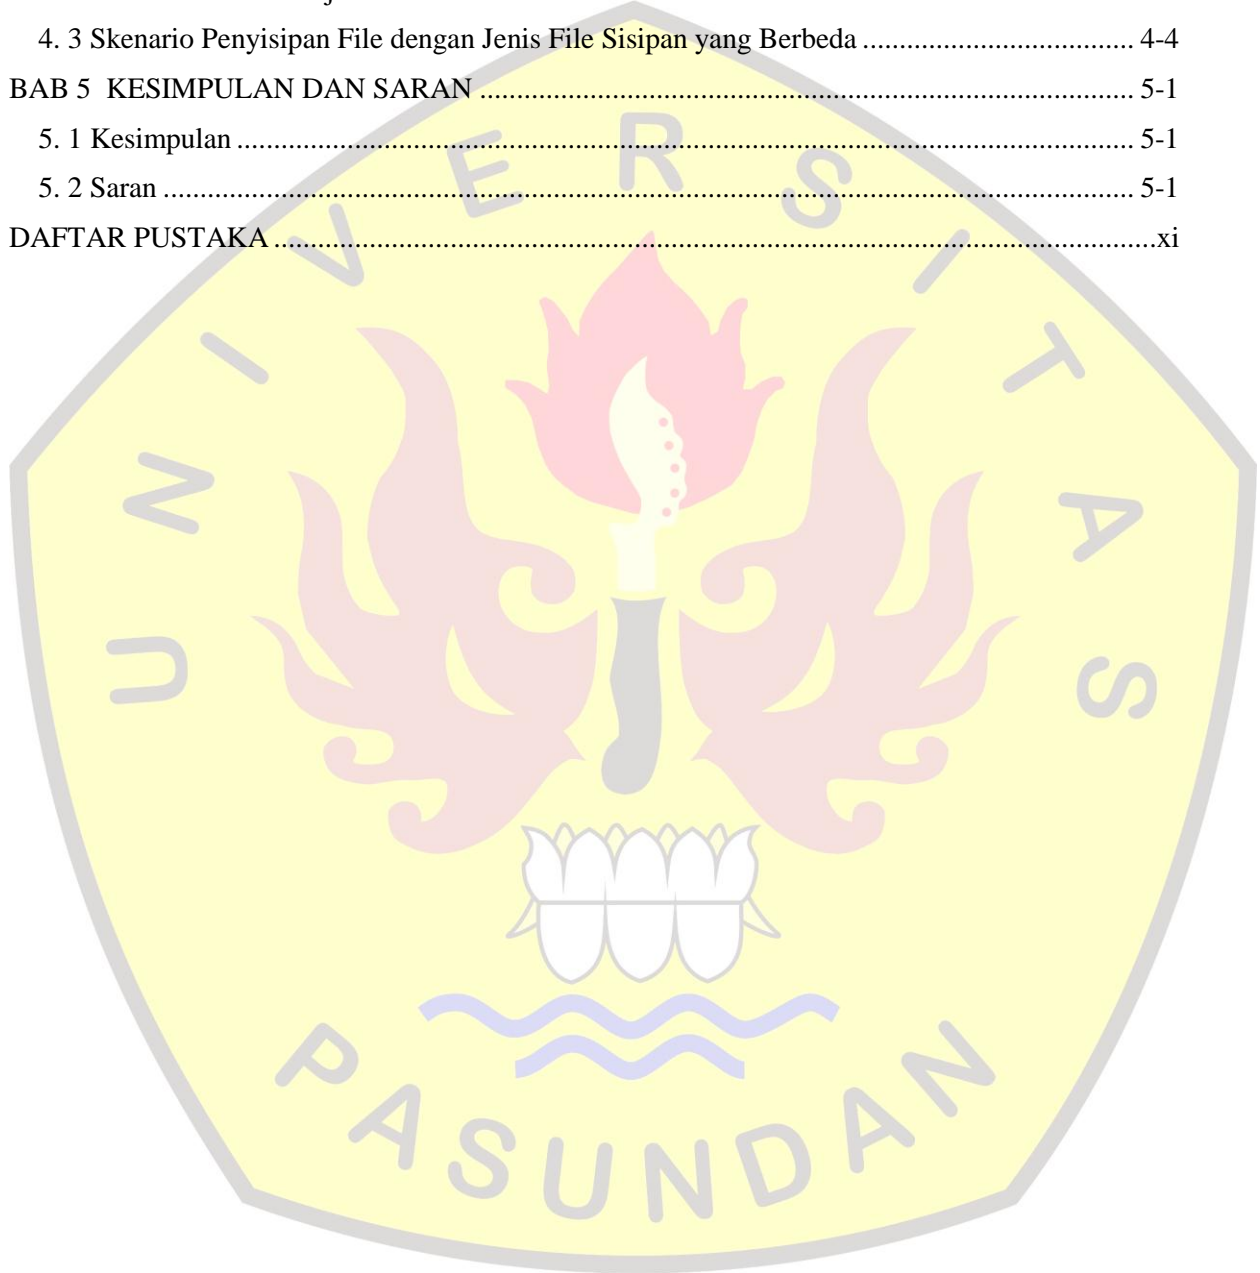 4. 3 Skenario Penyisipan File dengan Jenis File Sisipan yang Berbeda .................................. 4-4
BAB 5 KESIMPULAN DAN SARAN .................................................................................. 5-1
5. 1 Kesimpulan ................................................................................................................ 5-1
5. 2 Saran .......................................................................................................................... 5-1
DAFTAR PUSTAKA .............................................................................................................xi
UNIVERSITAS
PASUNDAN